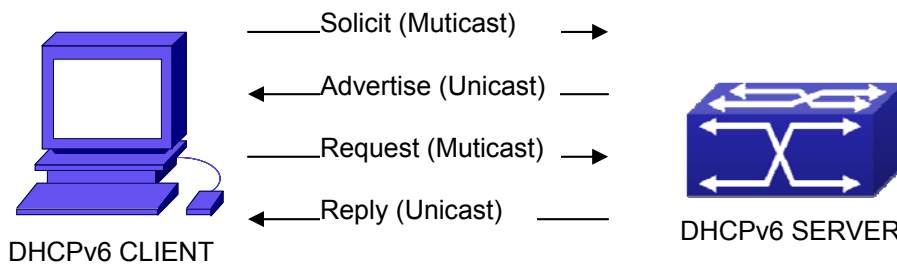 Solicit (Muticast)
Advertise (Unicast)
Request (Muticast)
Reply (Unicast)
DHCPv6 CLIENT
DHCPv6 SERVER